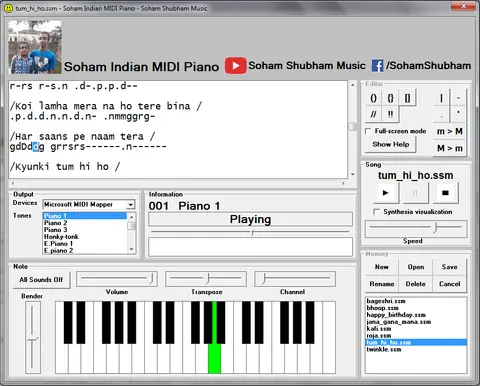 tum_hi_ho.ssm - Soham Indian MIDI Piano - Soham Shubham Music
Soham Indian MIDI Piano
Soham Shubham Music
/SohamShubham
r-rs r-s.n .d-.p.p.d--
/Koi lamha mera na ho tere bina /
.p.d.d.n.n.d.n- .nmmggrg-
/Har saans pe naam tera /
gdDddg grrsrs------.n------
/Kyunki tum hi ho /
Editor
() {} []
// !! .
| -
' *
Full-screen mode
m > M
Show Help
M > m
Song
tum_hi_ho.ssm
Synthesia visualization
Speed
Output
Devices
Microsoft MIDI Mapper
Tones
Piano 1
Piano 2
Piano 3
Honky-tonk
E.Piano 1
E.piano 2
Information
001 Piano 1
Playing
Memory
New
Open
Save
Rename
Delete
Cancel
bageshri.ssm
bhoop.ssm
happy_birthday.ssm
jana_gana_mana.ssm
kali.ssm
roja.ssm
tum_hi_ho.ssm
twinkle.ssm
Note
All Sounds Off
Volume
Transpose
Channel
Bender